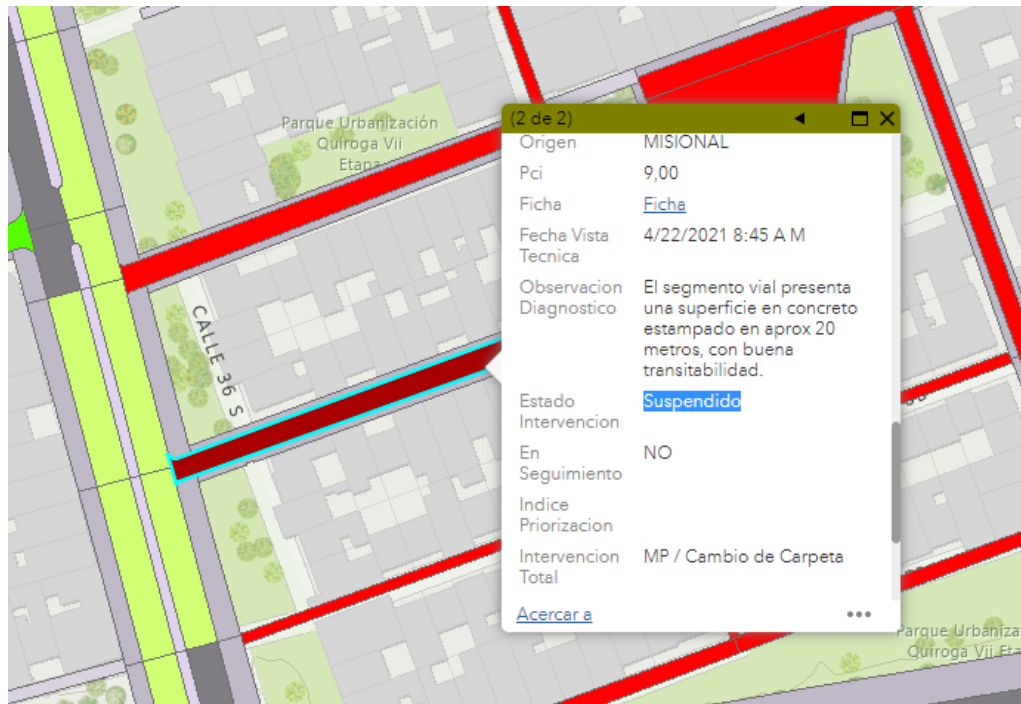 Parque Urbanización
Quiroga Vii
Etapa
CALLE 36 S
(2 de 2)
Origen MISIONAL
Pci 9,00
Ficha Ficha
Fecha Vista 4/22/2021 8:45 A M
Tecnica
Observacion El segmento vial presenta
Diagnostico una superficie en concreto
estampado en aprox 20
metros, con buena
transitabilidad.
Estado Suspendido
Intervencion
En NO
Seguimiento
Indice
Priorizacion
Intervencion MP / Cambio de Carpeta
Total
Acercar a
Parque Urbaniza
Quiroga Vii Eta